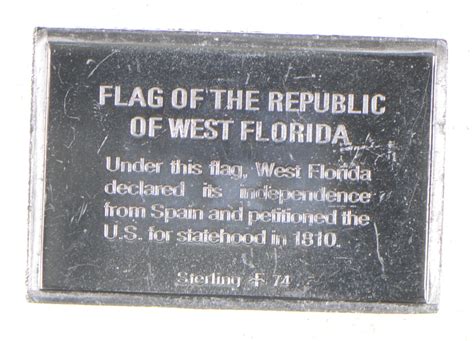 FLAG OF THE REPUBLIC
OF WEST FLORIDA
Under this flag, West Florida
declared its independence
from Spain and petitioned the
U.S. for statehood in 1810.
Sterling F 74